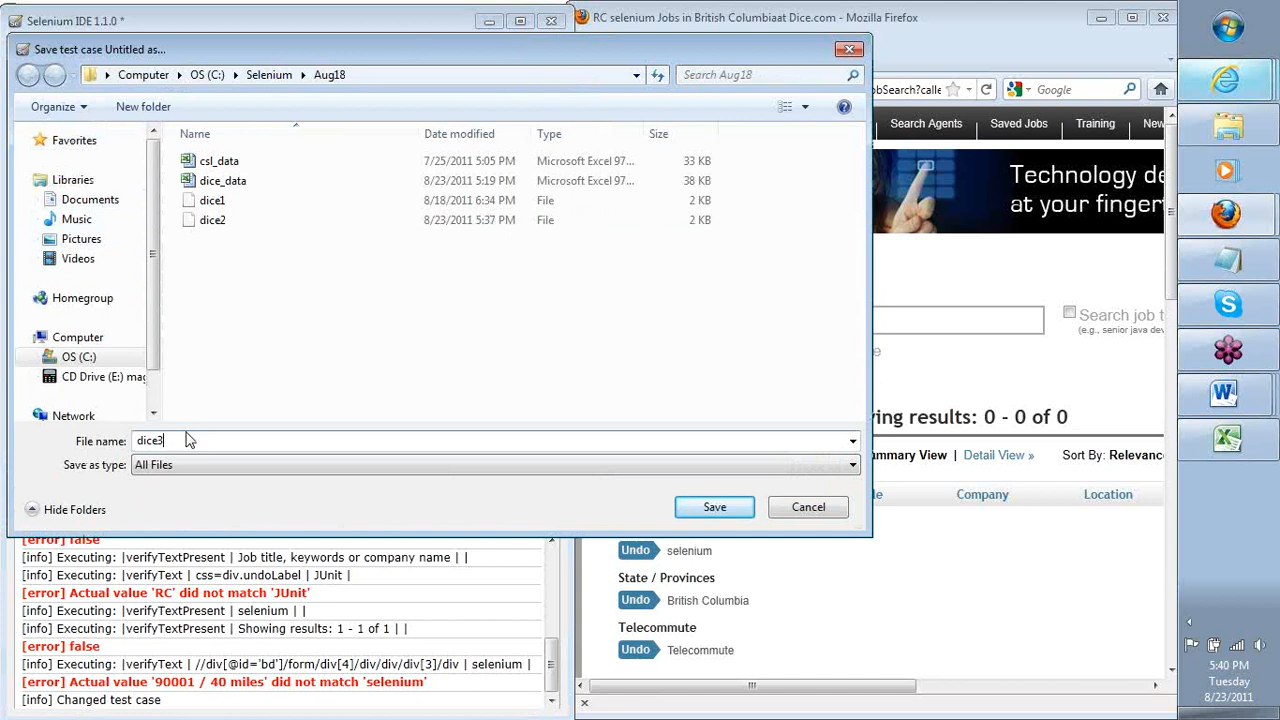 Selenium IDE 1.1.0 *
RC selenium Jobs in British Columbiaat Dice.com - Mozilla Firefox
Save test case Untitled as...
Computer
OS (C:)
Selenium
Aug18
Search Aug18
obSearch?calle
Google
Organize
New folder
Search Agents
Saved Jobs
Training
New
Favorites
Name
Date modified
Type
Size
csl_data
7/25/2011 5:05 PM
Microsoft Excel 97...
33 KB
Technology de
at your finger
Libraries
dice_data
8/23/2011 5:19 PM
Microsoft Excel 97...
38 KB
Documents
dice1
8/18/2011 6:34 PM
File
2 KB
Music
dice2
8/23/2011 5:37 PM
File
2 KB
Pictures
Videos
Homegroup
Search job t
(e.g., senior java dev
Computer
OS (C:)
CD Drive (E:) mag
Network
ving results: 0 - 0 of 0
File name:
dice3
ummary View
|
Detail View »
Sort By:
Relevance
Save as type:
All Files
le
Company
Location
Hide Folders
Save
Cancel
[error] false
[info] Executing: |verifyTextPresent | Job title, keywords or company name | |
[info] Executing: |verifyText | css=div.undoLabel | JUnit |
[error] Actual value 'RC' did not match 'JUnit'
[info] Executing: |verifyTextPresent | selenium | |
[info] Executing: |verifyTextPresent | Showing results: 1 - 1 of 1 | |
[error] false
[info] Executing: |verifyText | //div[@id='bd']/form/div[4]/div/div/div[3]/div | selenium |
[error] Actual value '90001 / 40 miles' did not match 'selenium'
[info] Changed test case
Undo
selenium
State / Provinces
Undo
British Columbia
Telecommute
Undo
Telecommute
5:40 PM
Tuesday
8/23/2011